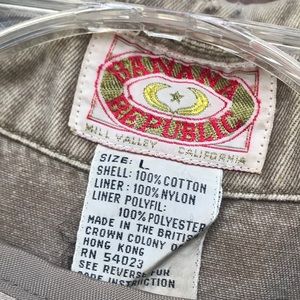 BANANA
REPUBLIC
MILL VALLEY CALIFORNIA
SIZE: L
SHELL: 100% COTTON
LINER: 100% NYLON
LINER POLYFIL:
100% POLYESTER
MADE IN THE BRITISH
CROWN COLONY OF
HONG KONG
RN 54023
SEE REVERSE FOR